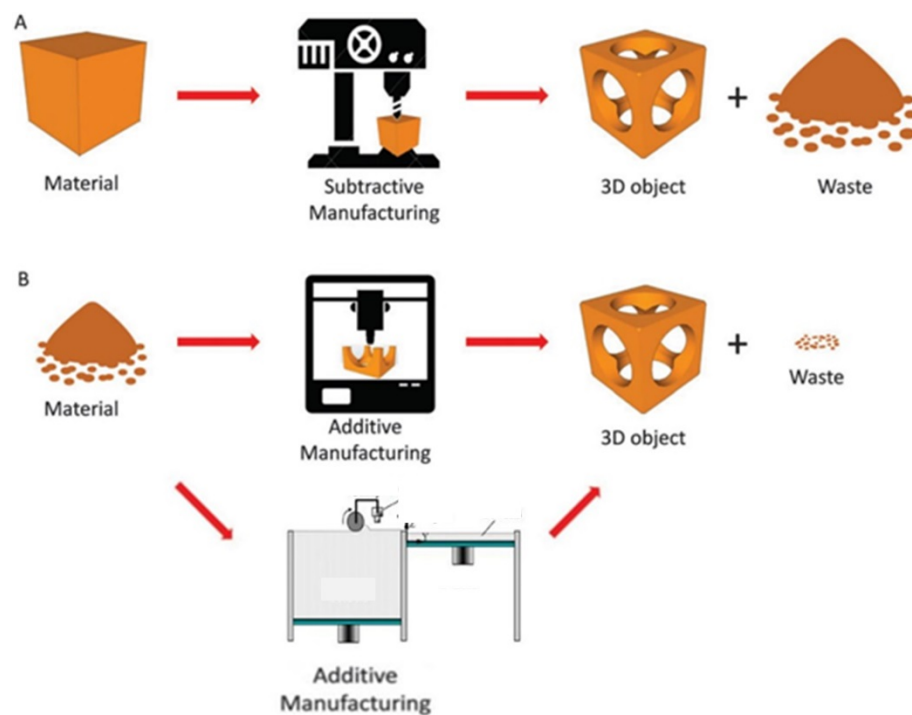 A
Material
Subtractive
Manufacturing
3D object
+
Waste
B
Material
Additive
Manufacturing
3D object
+
Waste
Additive
Manufacturing